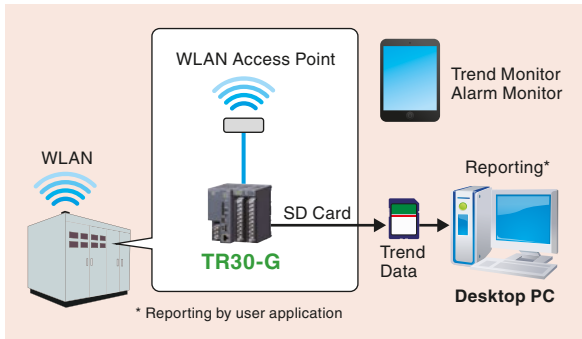 WLAN Access Point
Trend Monitor
Alarm Monitor
WLAN
Reporting*
SD Card
TR30-G
Trend
Data
Desktop PC
* Reporting by user application